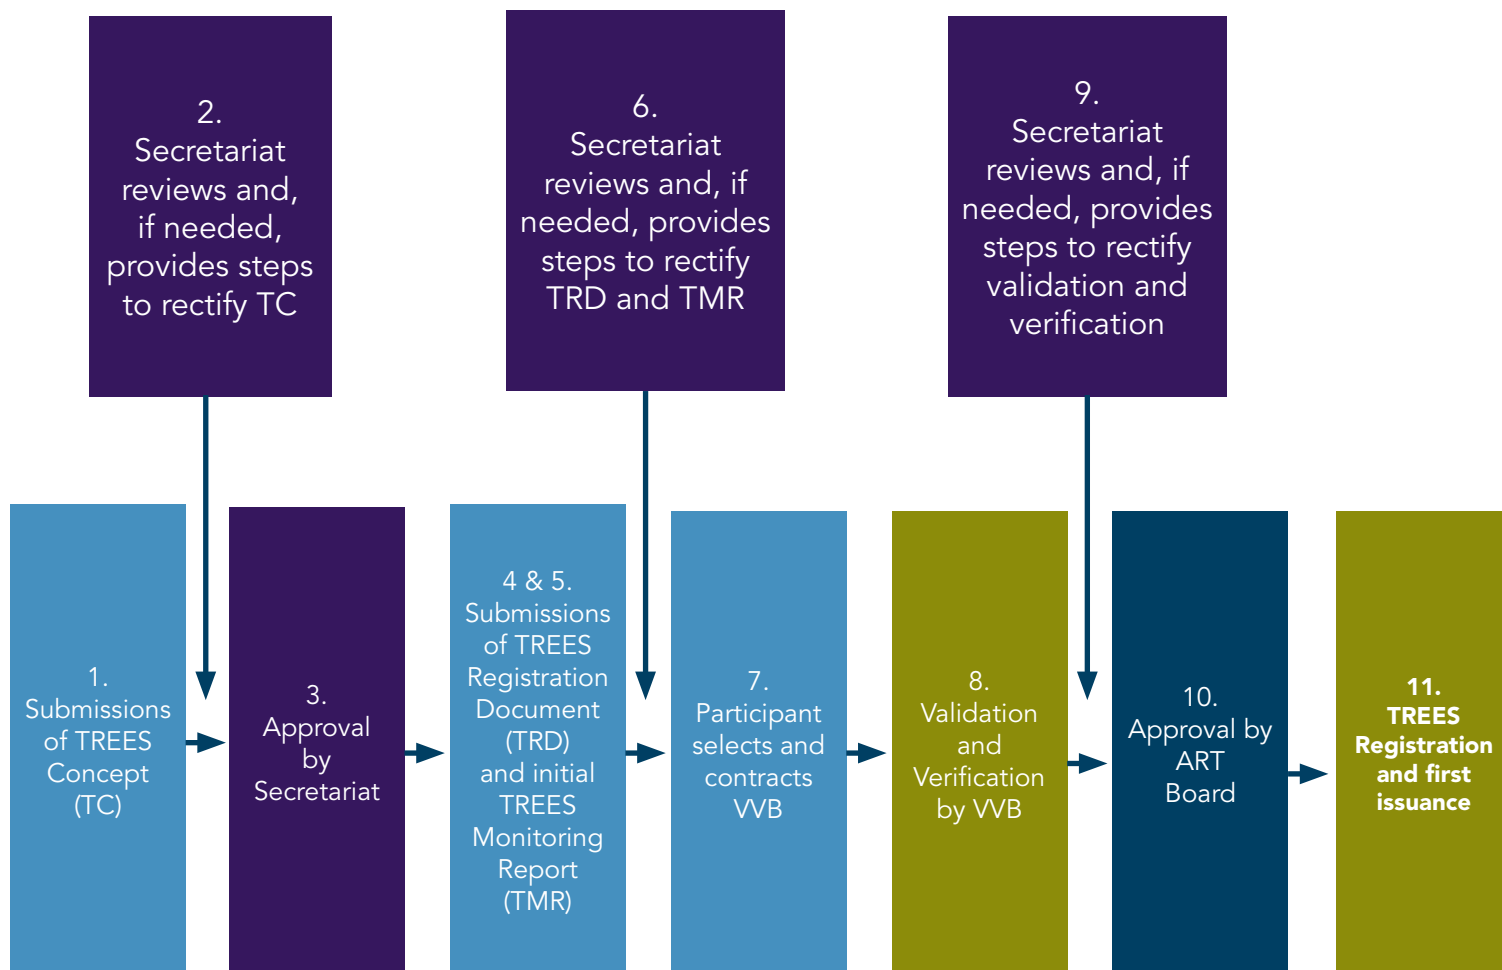 2.
Secretariat
reviews and,
if needed,
provides steps
to rectify TC
6.
Secretariat
reviews and, if
needed, provides
steps to rectify
TRD and TMR
9.
Secretariat
reviews and, if
needed, provides
steps to rectify
validation and
verification
1.
Submissions
of TREES
Concept
(TC)
3.
Approval
by
Secretariat
4 & 5.
Submissions
of TREES
Registration
Document
(TRD)
and initial
TREES
Monitoring
Report
(TMR)
7.
Participant
selects and
contracts
VVB
8.
Validation
and
Verification
by VVB
10.
Approval by
ART
Board
11.
TREES
Registration
and first
issuance